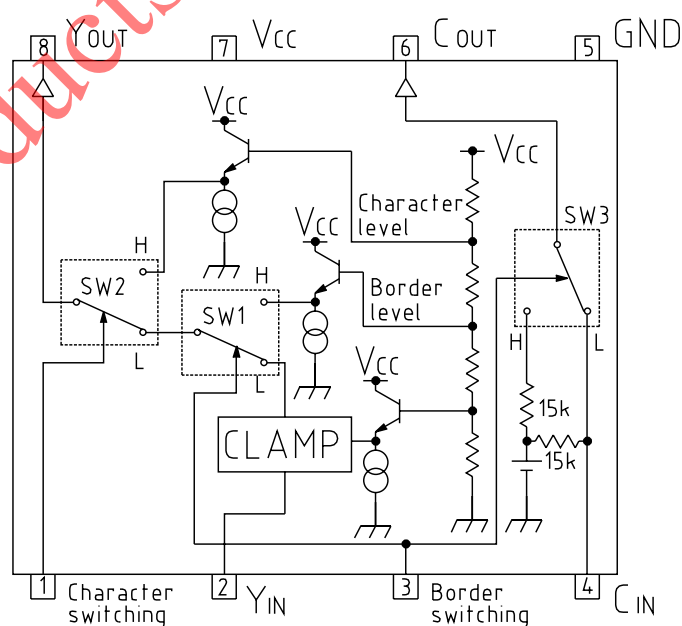 ducts
YOUT
VCC
COUT
GND
8
7
6
5
VCC
VCC
Character
level
SW3
VCC
H
H
SW2
SW1
Border
level
L
L
H
L
VCC
CLAMP
15k
15k
1
2
3
4
Character
switching
YIN
Border
switching
CIN